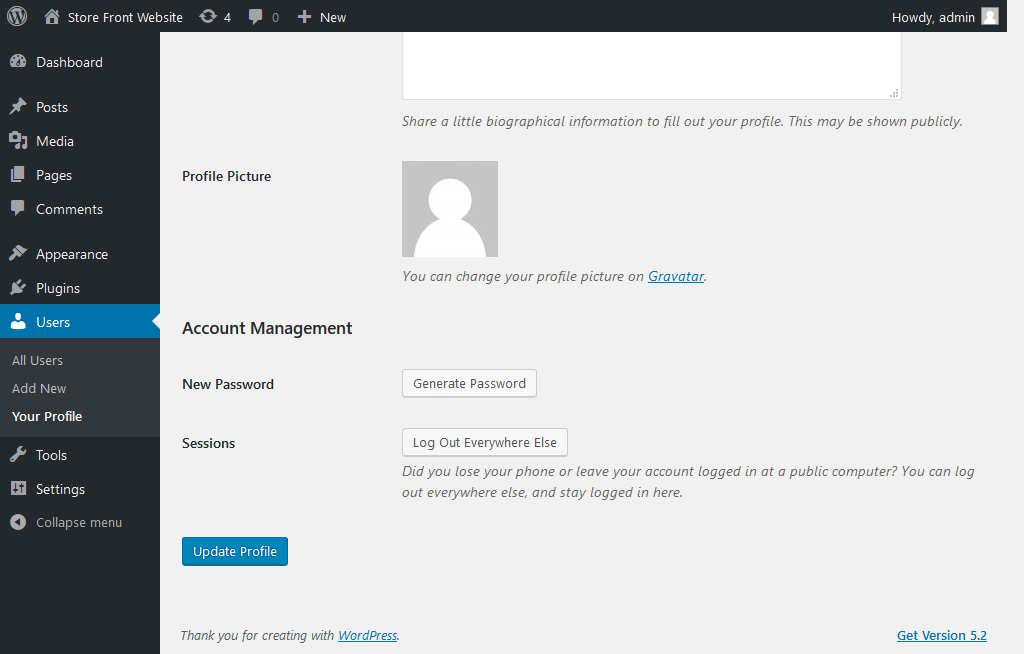 Store Front Website 4 0 New Howdy, admin
Dashboard
Posts
Media
Pages
Comments
Appearance
Plugins
Users
All Users
Add New
Your Profile
Tools
Settings
Collapse menu
Share a little biographical information to fill out your profile. This may be shown publicly.
Profile Picture
You can change your profile picture on Gravatar.
Account Management
New Password Generate Password
Sessions Log Out Everywhere Else
Did you lose your phone or leave your account logged in at a public computer? You can log
out everywhere else, and stay logged in here.
Update Profile
Thank you for creating with WordPress. Get Version 5.2